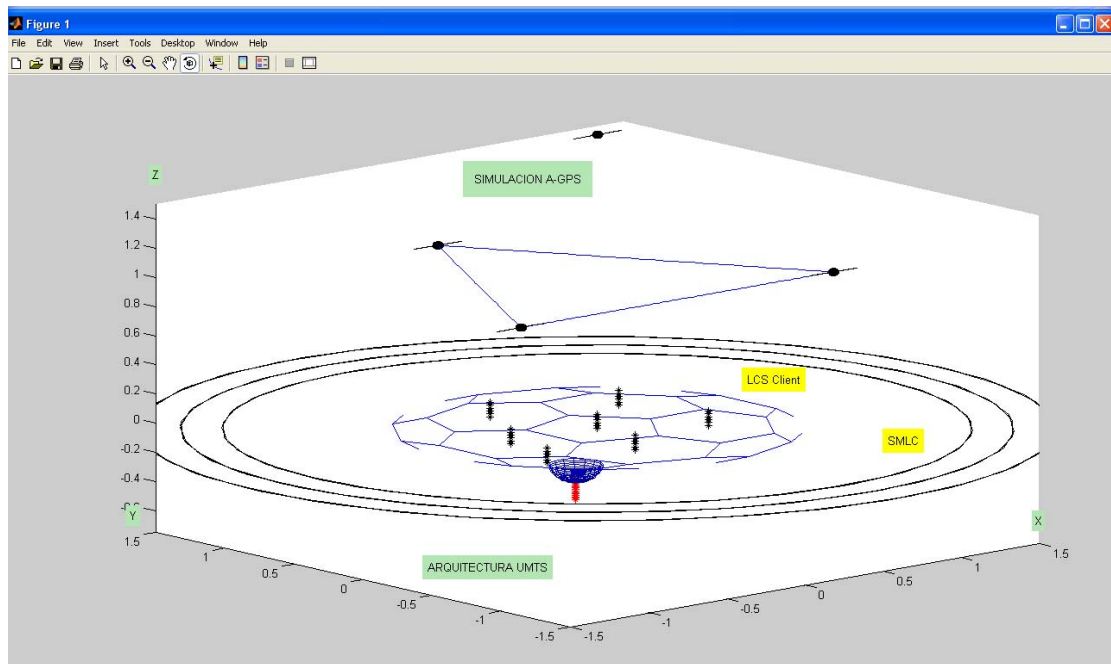 Figure 1
File Edit View Insert Tools Desktop Window Help
Z
SIMULACION A-GPS
1.4
1.2
1
0.8
0.6
0.4
0.2
0
-0.2
-0.4
LCS Client
SMLC
Y
X
1.5
1
0.5
0
-0.5
-1
-1.5
-1.5
-1
-0.5
0
0.5
1
1.5
ARQUITECTURA UMTS